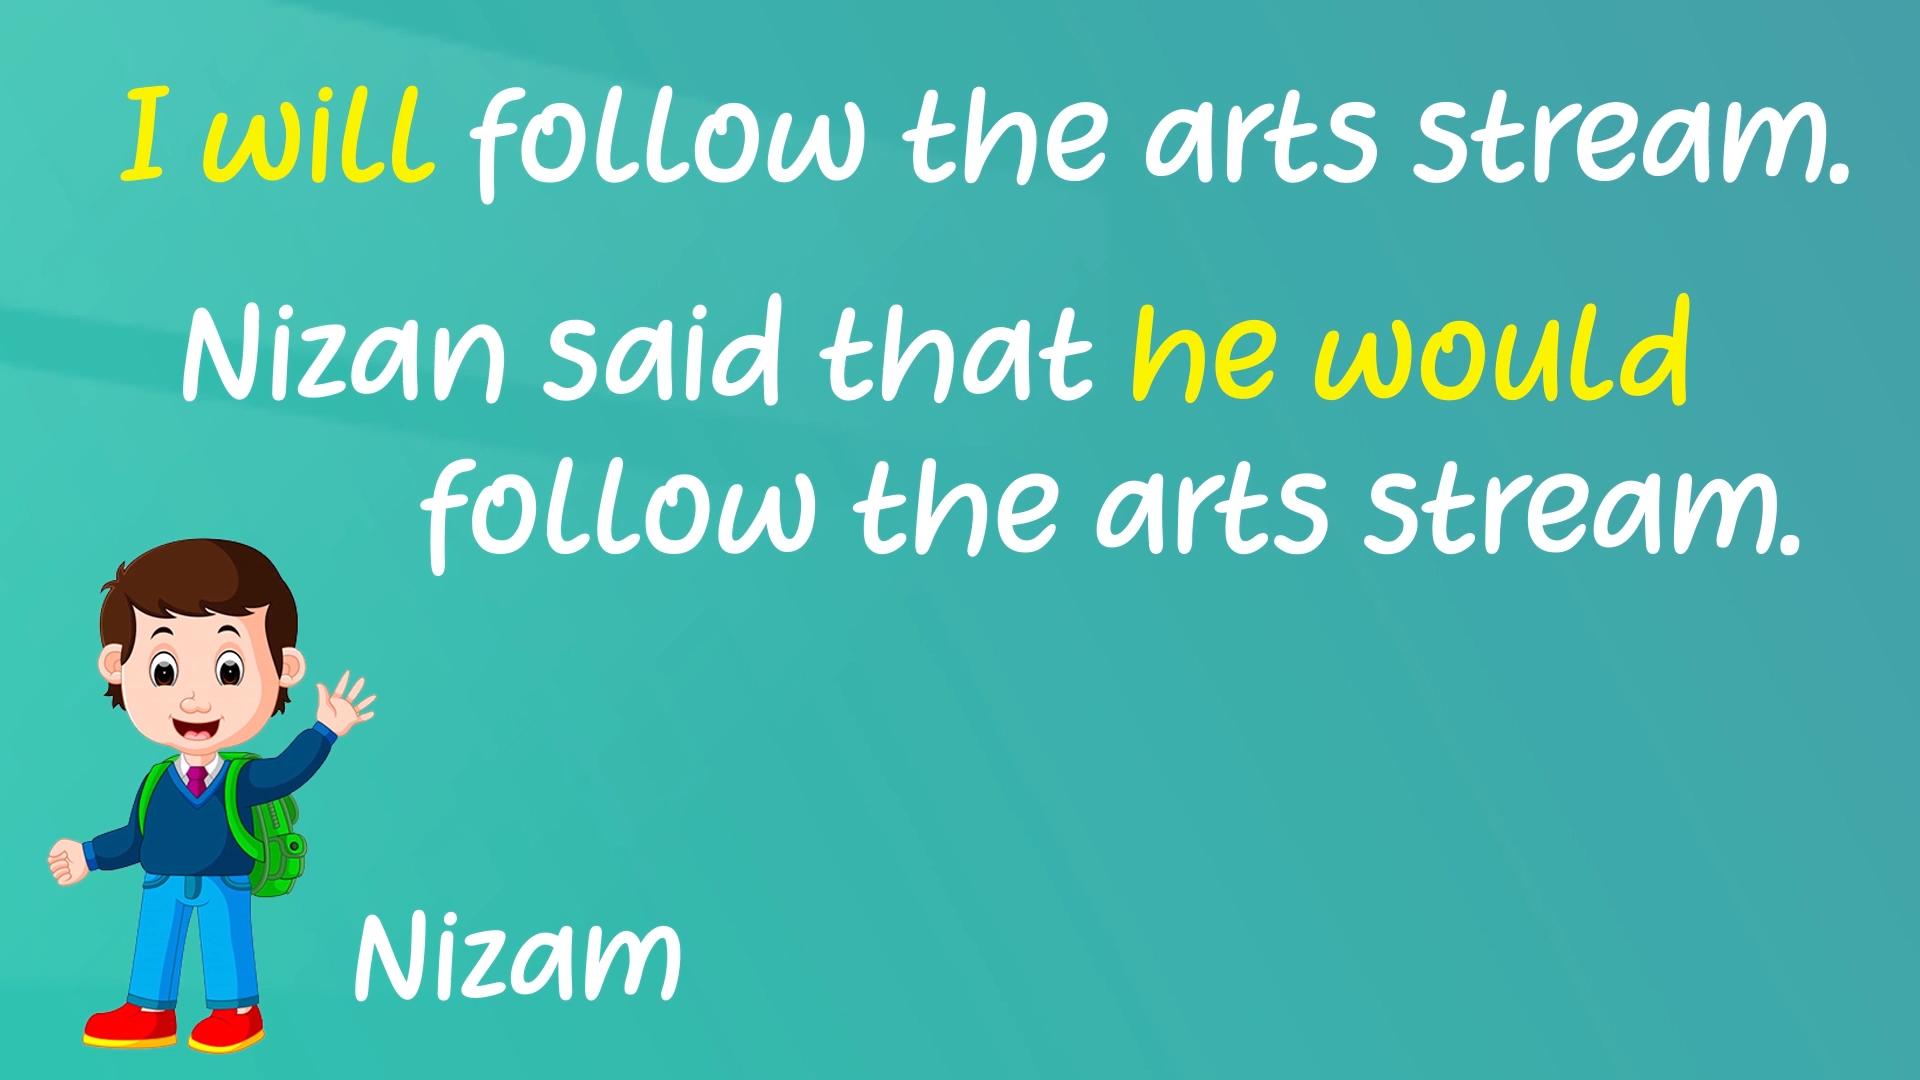 I will follow the arts stream.
Nizan said that he would
follow the arts stream.
Nizam